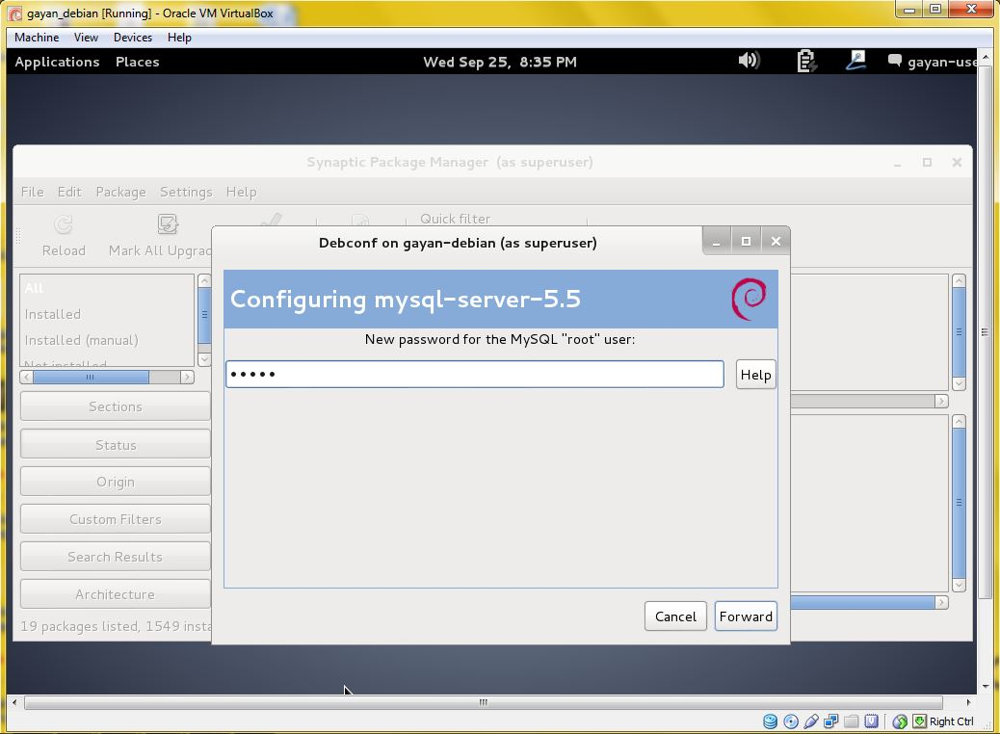 gayan_debian [Running] - Oracle VM VirtualBox
Machine View Devices Help
Applications Places Wed Sep 25, 8:35 PM gayan-use
Synaptic Package Manager (as superuser)
File Edit Package Settings Help
Quick filter
Reload Mark All Upgrad
Debconf on gayan-debian (as superuser)
All
Installed
Installed (manual)
Not installed
Configuring mysql-server-5.5
New password for the MySQL "root" user:
••••• Help
Sections
Status
Origin
Custom Filters
Search Results
Architecture
Cancel Forward
19 packages listed, 1549 insta
Right Ctrl